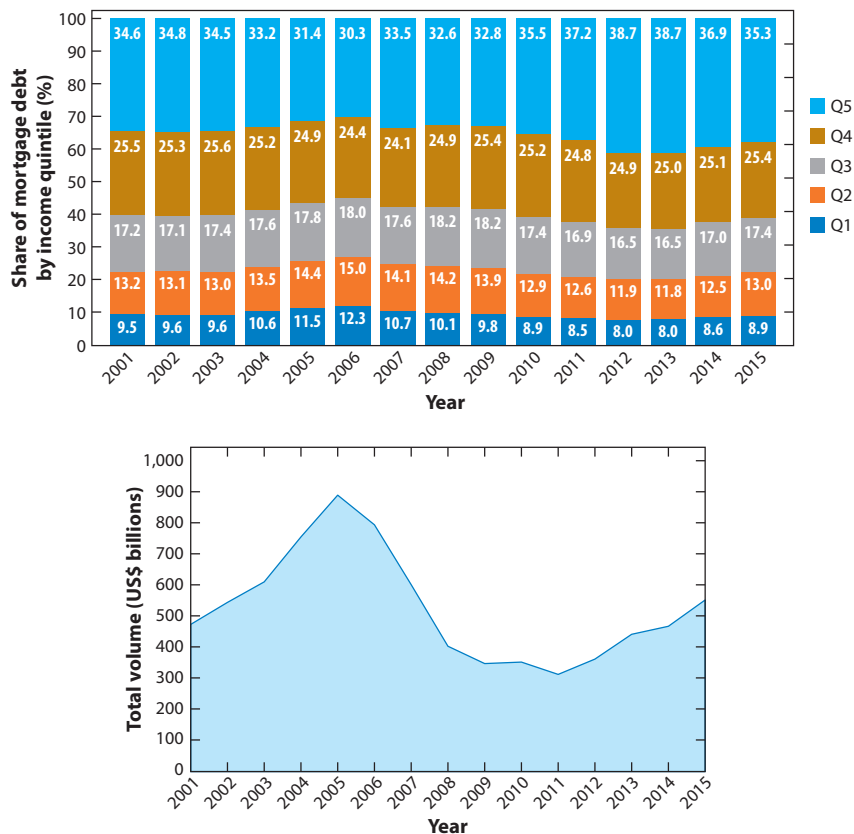 Share of mortgage debt
by income quintile (%)
100
90
80
70
60
50
40
30
20
10
0
34.6 34.8 34.5 33.2 31.4 30.3 33.5 32.6 32.8 35.5 37.2 38.7 38.7 36.9 35.3
25.5 25.3 25.6 25.2 24.9 24.4 24.1 24.9 25.4 25.2 24.8 24.9 25.0 25.1 25.4
17.2 17.1 17.4 17.6 17.8 18.0 17.6 18.2 18.2 17.4 16.9 16.5 16.5 17.0 17.4
13.2 13.1 13.0 13.5 14.4 15.0 14.1 14.2 13.9 12.9 12.6 11.9 11.8 12.5 13.0
9.5 9.6 9.6 10.6 11.5 12.3 10.7 10.1 9.8 8.9 8.5 8.0 8.0 8.6 8.9
2001 2002 2003 2004 2005 2006 2007 2008 2009 2010 2011 2012 2013 2014 2015
Year
Q5
Q4
Q3
Q2
Q1
Total volume (US$ billions)
1,000
900
800
700
600
500
400
300
200
100
0
2001 2002 2003 2004 2005 2006 2007 2008 2009 2010 2011 2012 2013 2014 2015
Year